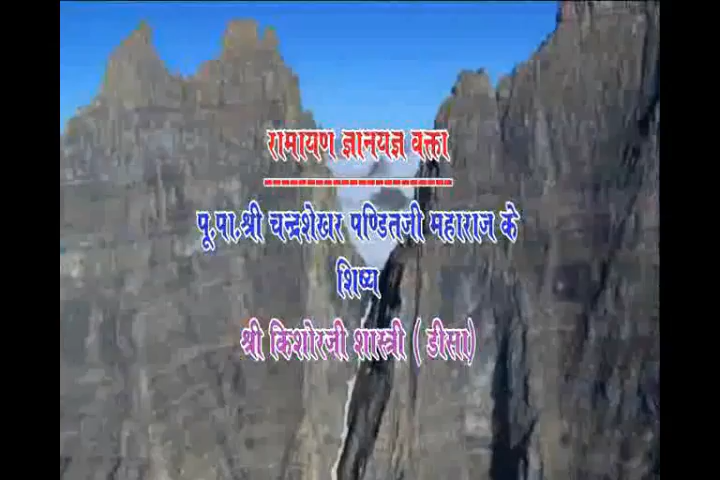 रामायण ज्ञानयज्ञ वक्ता
पू.पा.श्री चन्द्रशेखर पण्डितजी महाराज के
शिष्य
श्री किशोरजी शास्त्री ( डीसा)